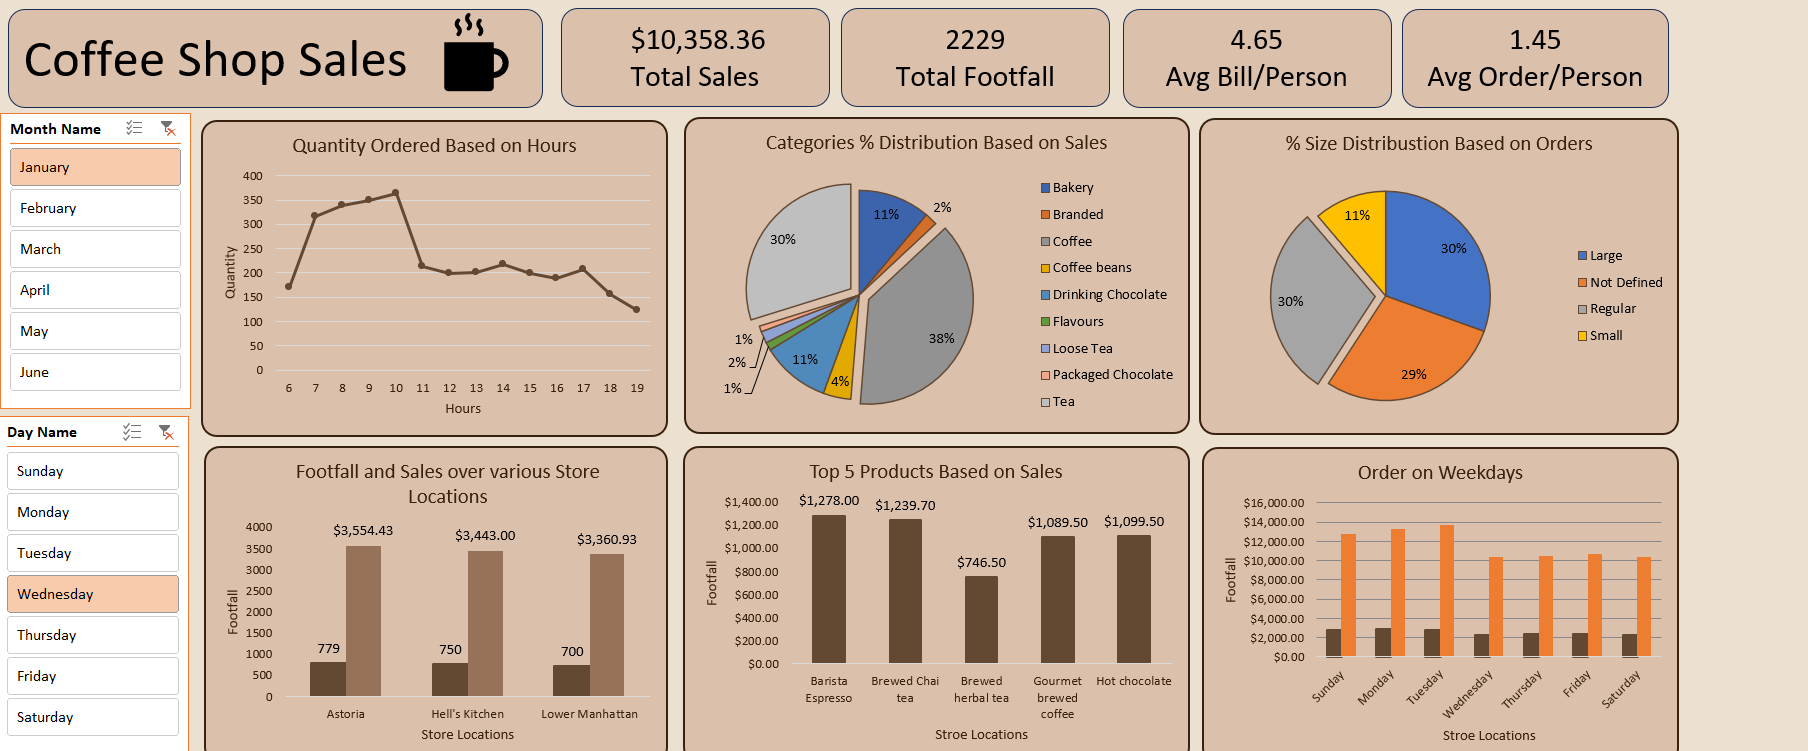 Coffee Shop Sales
$10,358.36
Total Sales
2229
Total Footfall
4.65
Avg Bill/Person
1.45
Avg Order/Person
Month Name
January
February
March
April
May
June
Day Name
Sunday
Monday
Tuesday
Wednesday
Thursday
Friday
Saturday
Quantity Ordered Based on Hours
Quantity
400
350
300
250
200
150
100
50
0
6 7 8 9 10 11 12 13 14 15 16 17 18 19
Hours
Categories % Distribution Based on Sales
11%
2%
38%
4%
11%
1%
2%
1%
30%
Bakery
Branded
Coffee
Coffee beans
Drinking Chocolate
Flavours
Loose Tea
Packaged Chocolate
Tea
% Size Distribustion Based on Orders
30%
29%
30%
11%
Large
Not Defined
Regular
Small
Footfall and Sales over various Store
Locations
Footfall
4000
3500
3000
2500
2000
1500
1000
500
0
779
$3,554.43
750
$3,443.00
700
$3,360.93
Astoria
Hell's Kitchen
Lower Manhattan
Store Locations
Top 5 Products Based on Sales
Footfall
$1,400.00
$1,200.00
$1,000.00
$800.00
$600.00
$400.00
$200.00
$0.00
$1,278.00
$1,239.70
$746.50
$1,089.50
$1,099.50
Barista
Espresso
Brewed Chai
tea
Brewed
herbal tea
Gourmet
brewed
coffee
Hot chocolate
Stroe Locations
Order on Weekdays
Footfall
$16,000.00
$14,000.00
$12,000.00
$10,000.00
$8,000.00
$6,000.00
$4,000.00
$2,000.00
$0.00
Sunday
Monday
Tuesday
Wednesday
Thursday
Friday
Saturday
Stroe Locations